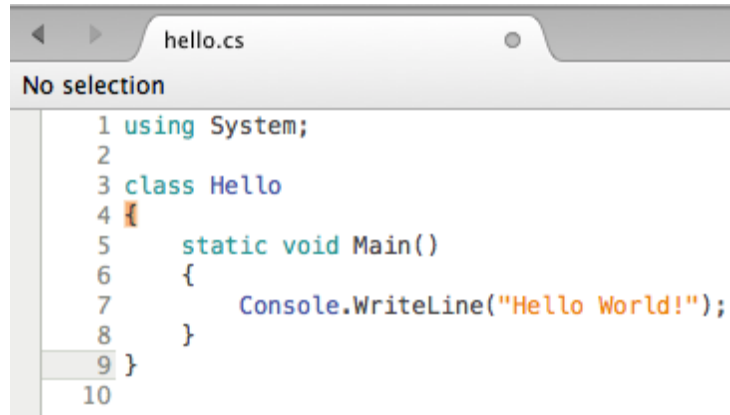 hello.cs
No selection
1 using System;
2
3 class Hello
4 {
5     static void Main()
6     {
7         Console.WriteLine("Hello World!");
8     }
9 }
10